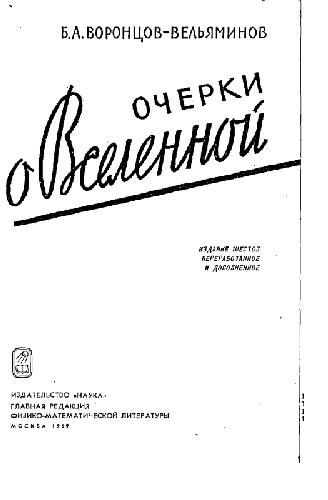 Б.А.ВОРОНЦОВ-ВЕЛЬЯМИНОВ
ОЧЕРКИ
о Вселенной
ИЗДАНИЕ ШЕСТОЕ
ПЕРЕРАБОТАННОЕ
И ДОПОЛНЕННОЕ
ИЗДАТЕЛЬСТВО «НАУКА»
ГЛАВНАЯ РЕДАКЦИЯ
ФИЗИКО-МАТЕМАТИЧЕСКОЙ ЛИТЕРАТУРЫ
МОСКВА 1969